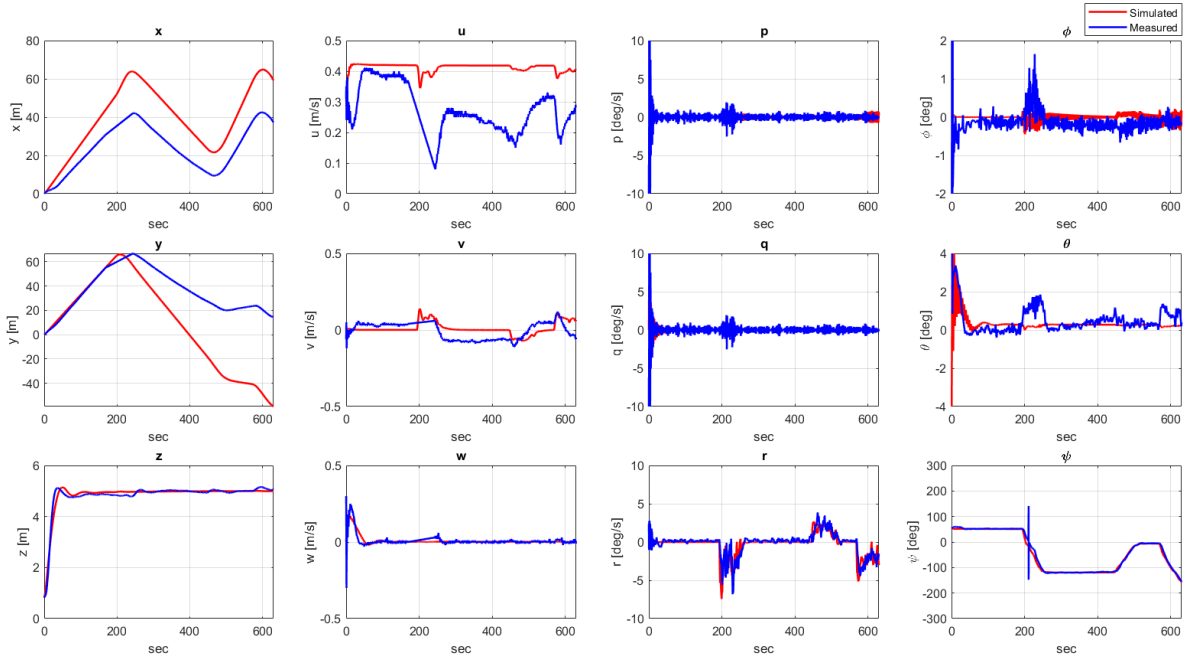 Simulated
Measured
x
80
60
40
20
0
x [m]
0 200 400 600
sec
u
0.5
0.4
0.3
0.2
0.1
0
u [m/s]
0 200 400 600
sec
p
10
5
0
-5
-10
p [deg/s]
0 200 400 600
sec
ϕ
2
1
0
-1
-2
ϕ [deg]
0 200 400 600
sec
y
60
40
20
0
-20
-40
y [m]
0 200 400 600
sec
v
0.5
0
-0.5
v [m/s]
0 200 400 600
sec
q
10
5
0
-5
-10
q [deg/s]
0 200 400 600
sec
θ
4
2
0
-2
-4
θ [deg]
0 200 400 600
sec
z
6
4
2
0
z [m]
0 200 400 600
sec
w
0.5
0
-0.5
w [m/s]
0 200 400 600
sec
r
10
5
0
-5
-10
r [deg/s]
0 200 400 600
sec
ψ
300
200
100
0
-100
-200
-300
ψ [deg]
0 200 400 600
sec